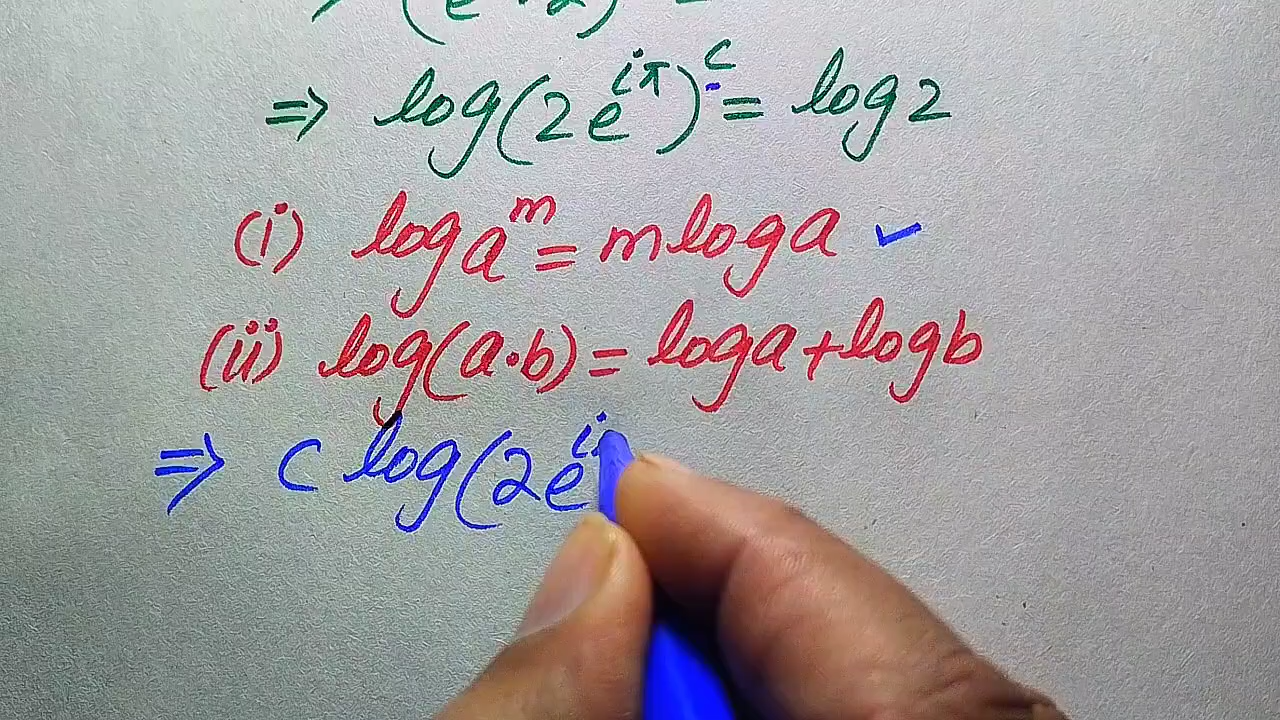 ⇒ log(2e^{iπ})^c = log 2
(i) log a^m = m log a ✓
(ii) log(a·b) = log a + log b
⇒ c log(2e^i